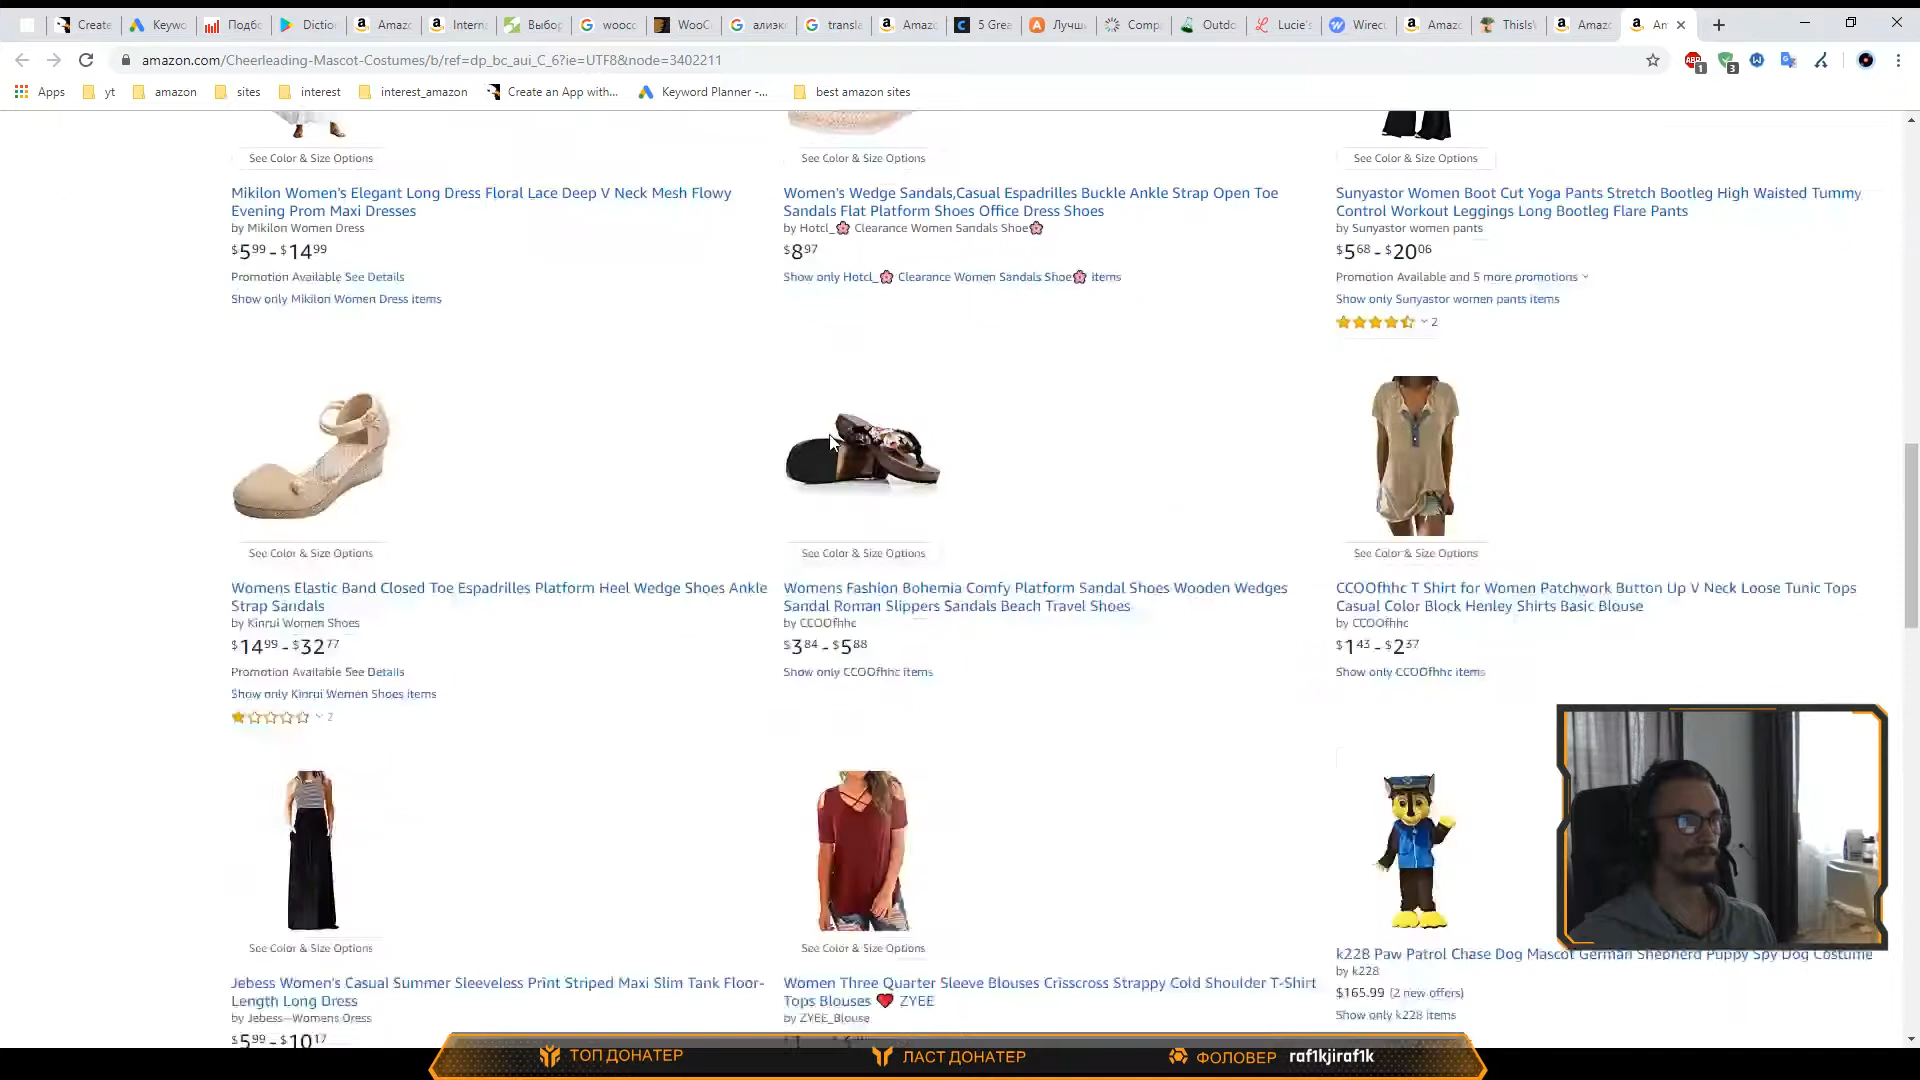 Create
Keywo
Подбо
Diction
Amazo
Interna
Выбор
wooco
WooC
алиэкс
transla
Amazo
5 Grea
Лучш
Comp
Outdo
Lucie's
Wirecu
Amazo
ThisIsW
Amazo
Am
amazon.com/Cheerleading-Mascot-Costumes/b/ref=dp_bc_aui_C_6?ie=UTF8&node=3402211
Apps
yt
amazon
sites
interest
interest_amazon
Create an App with...
Keyword Planner -...
best amazon sites
See Color & Size Options
See Color & Size Options
See Color & Size Options
Mikilon Women's Elegant Long Dress Floral Lace Deep V Neck Mesh Flowy
Evening Prom Maxi Dresses
by Mikilon Women Dress
$5.99 - $14.99
Promotion Available See Details
Show only Mikilon Women Dress items
Women's Wedge Sandals,Casual Espadrilles Buckle Ankle Strap Open Toe
Sandals Flat Platform Shoes Office Dress Shoes
by Hotcl_🌸 Clearance Women Sandals Shoe🌸
$8.97
Show only Hotcl_🌸 Clearance Women Sandals Shoe🌸 items
Sunyastor Women Boot Cut Yoga Pants Stretch Bootleg High Waisted Tummy
Control Workout Leggings Long Bootleg Flare Pants
by Sunyastor women pants
$5.68 - $20.06
Promotion Available and 5 more promotions
Show only Sunyastor women pants items
2
See Color & Size Options
See Color & Size Options
See Color & Size Options
Womens Elastic Band Closed Toe Espadrilles Platform Heel Wedge Shoes Ankle
Strap Sandals
by Kinrui Women Shoes
$14.99 - $32.77
Promotion Available See Details
Show only Kinrui Women Shoes items
2
Womens Fashion Bohemia Comfy Platform Sandal Shoes Wooden Wedges
Sandal Roman Slippers Sandals Beach Travel Shoes
by CCOOfhhc
$3.84 - $5.88
Show only CCOOfhhc items
CCOOfhhc T Shirt for Women Patchwork Button Up V Neck Loose Tunic Tops
Casual Color Block Henley Shirts Basic Blouse
by CCOOfhhc
$1.43 - $2.37
Show only CCOOfhhc items
See Color & Size Options
See Color & Size Options
Jebess Women's Casual Summer Sleeveless Print Striped Maxi Slim Tank Floor-
Length Long Dress
by Jebess—Womens Dress
$5.99 - $10.17
Women Three Quarter Sleeve Blouses Crisscross Strappy Cold Shoulder T-Shirt
Tops Blouses ❤ ZYEE
by ZYEE_Blouse
k228 Paw Patrol Chase Dog Mascot German Shepherd Puppy Spy Dog Costume
by k228
$165.99 (2 new offers)
Show only k228 items
ТОП ДОНАТЕР
ЛАСТ ДОНАТЕР
ФОЛОВЕР raf1kjiraf1k